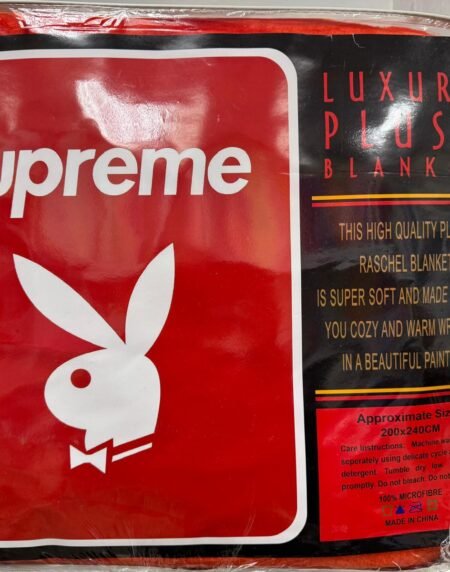 upreme
LUXUR
PLUS
BLANK
THIS HIGH QUALITY PL
RASCHEL BLANKET
IS SUPER SOFT AND MADE
YOU COZY AND WARM WR
IN A BEAUTIFUL PAINT
Approximate Siz
200x240CM
Care Instructions: Machine wa
seperately using delicate cycle
detergent. Tumble dry low.
promptly. Do not bleach. Do not
100% MICROFIBRE
MADE IN CHINA